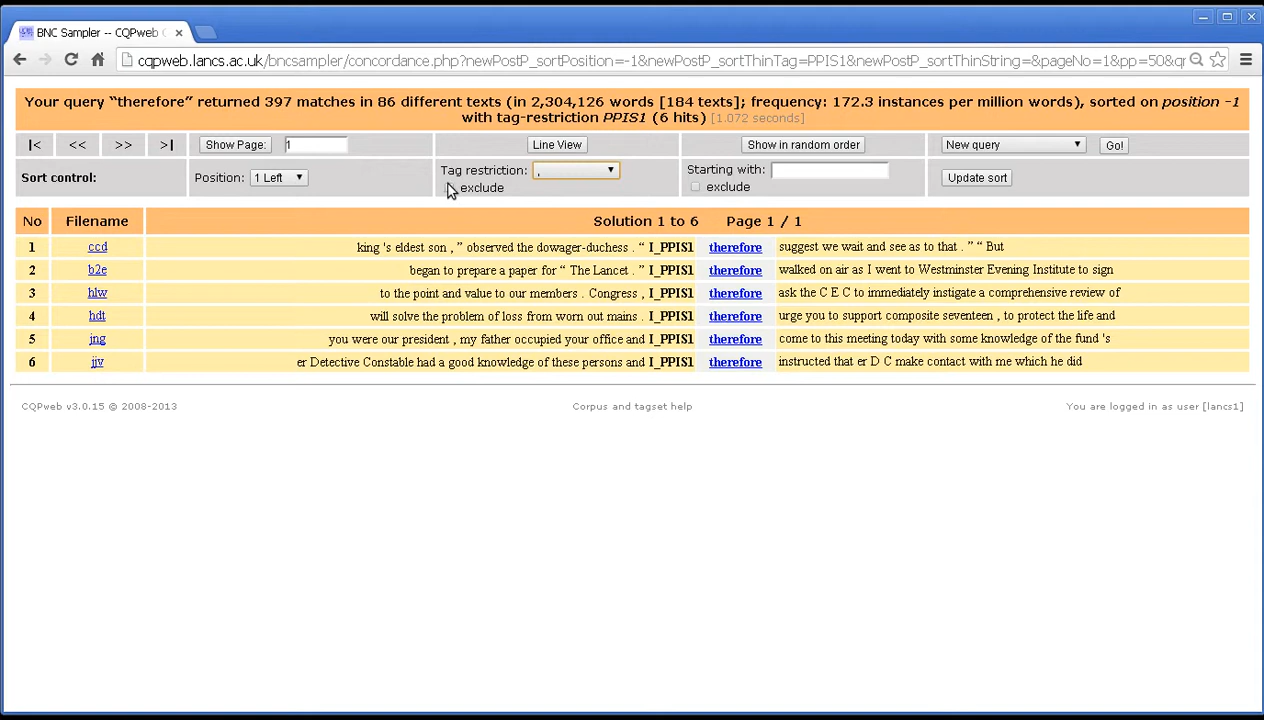 BNC Sampler -- CQPweb C
cqpweb.lancs.ac.uk/bncsampler/concordance.php?newPostP_sortPosition=-1&newPostP_sortThinTag=PPIS1&newPostP_sortThinString=&pageNo=1&pp=50&qr
Your query “therefore” returned 397 matches in 86 different texts (in 2,304,126 words [184 texts]; frequency: 172.3 instances per million words), sorted on position -1
with tag-restriction PPIS1 (6 hits) [1.072 seconds]
|< << >> >| Show Page: 1 Line View Show in random order New query Go!
Sort control: Position: 1 Left Tag restriction: , exclude Starting with: exclude Update sort
No Filename Solution 1 to 6 Page 1 / 1
1 ccd king 's eldest son , ” observed the dowager-duchess . “ I_PPIS1 therefore suggest we wait and see as to that . ” “ But
2 b2e began to prepare a paper for “ The Lancet . ” I_PPIS1 therefore walked on air as I went to Westminster Evening Institute to sign
3 hlw to the point and value to our members . Congress , I_PPIS1 therefore ask the C E C to immediately instigate a comprehensive review of
4 hdt will solve the problem of loss from worn out mains . I_PPIS1 therefore urge you to support composite seventeen , to protect the life and
5 jng you were our president , my father occupied your office and I_PPIS1 therefore come to this meeting today with some knowledge of the fund 's
6 jjv er Detective Constable had a good knowledge of these persons and I_PPIS1 therefore instructed that er D C make contact with me which he did
CQPweb v3.0.15 © 2008-2013 Corpus and tagset help You are logged in as user [lancs1]